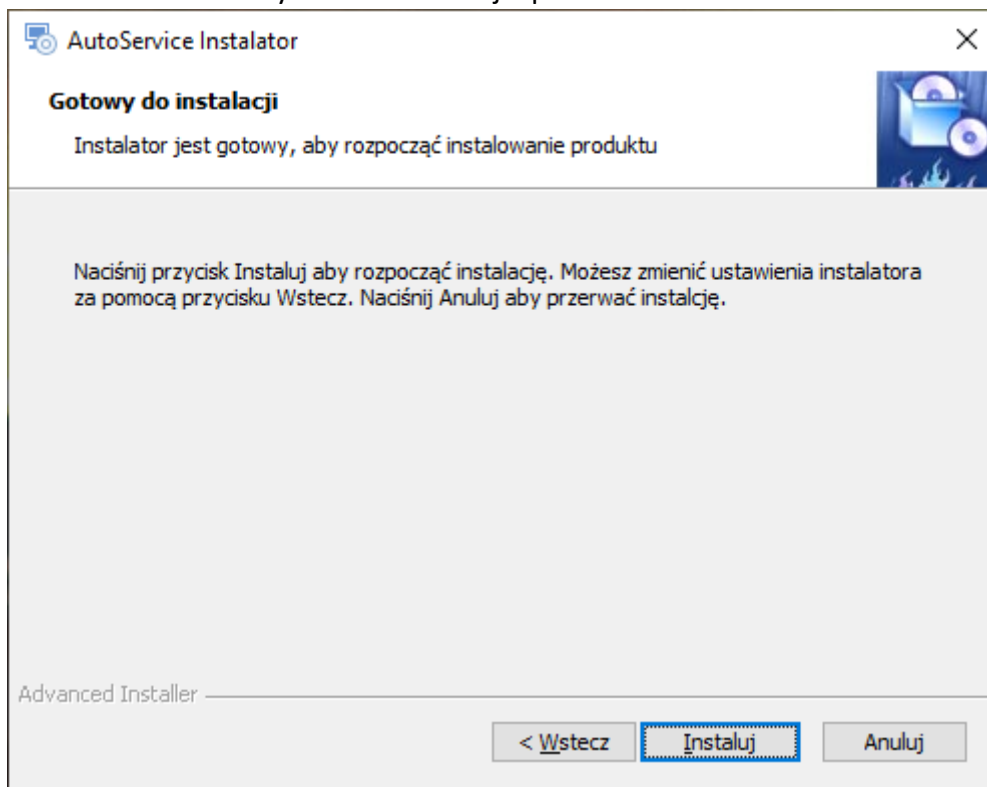 AutoService Instalator
Gotowy do instalacji
Instalator jest gotowy, aby rozpocząć instalowanie produktu
Naciśnij przycisk Instaluj aby rozpocząć instalację. Możesz zmienić ustawienia instalatora
za pomocą przycisku Wstecz. Naciśnij Anuluj aby przerwać instalcję.
Advanced Installer
< Wstecz Instaluj Anuluj